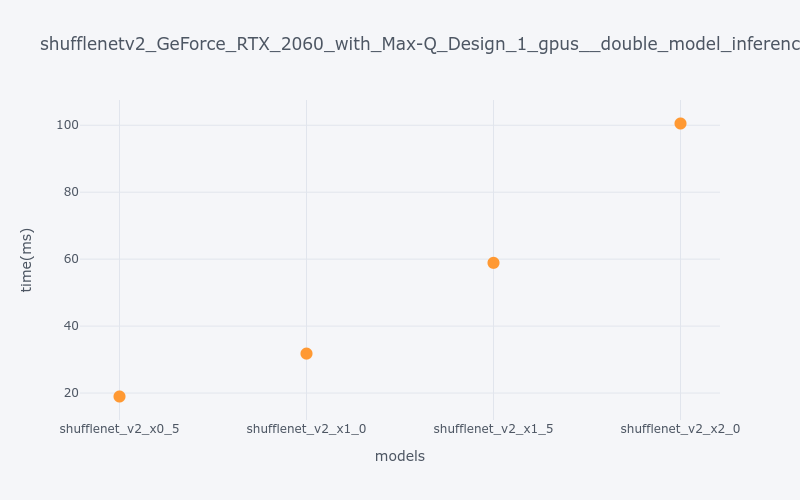 shufflenetv2_GeForce_RTX_2060_with_Max-Q_Design_1_gpus__double_model_inferenc
100
80
60
40
20
time(ms)
shufflenet_v2_x0_5
shufflenet_v2_x1_0
shufflenet_v2_x1_5
shufflenet_v2_x2_0
models